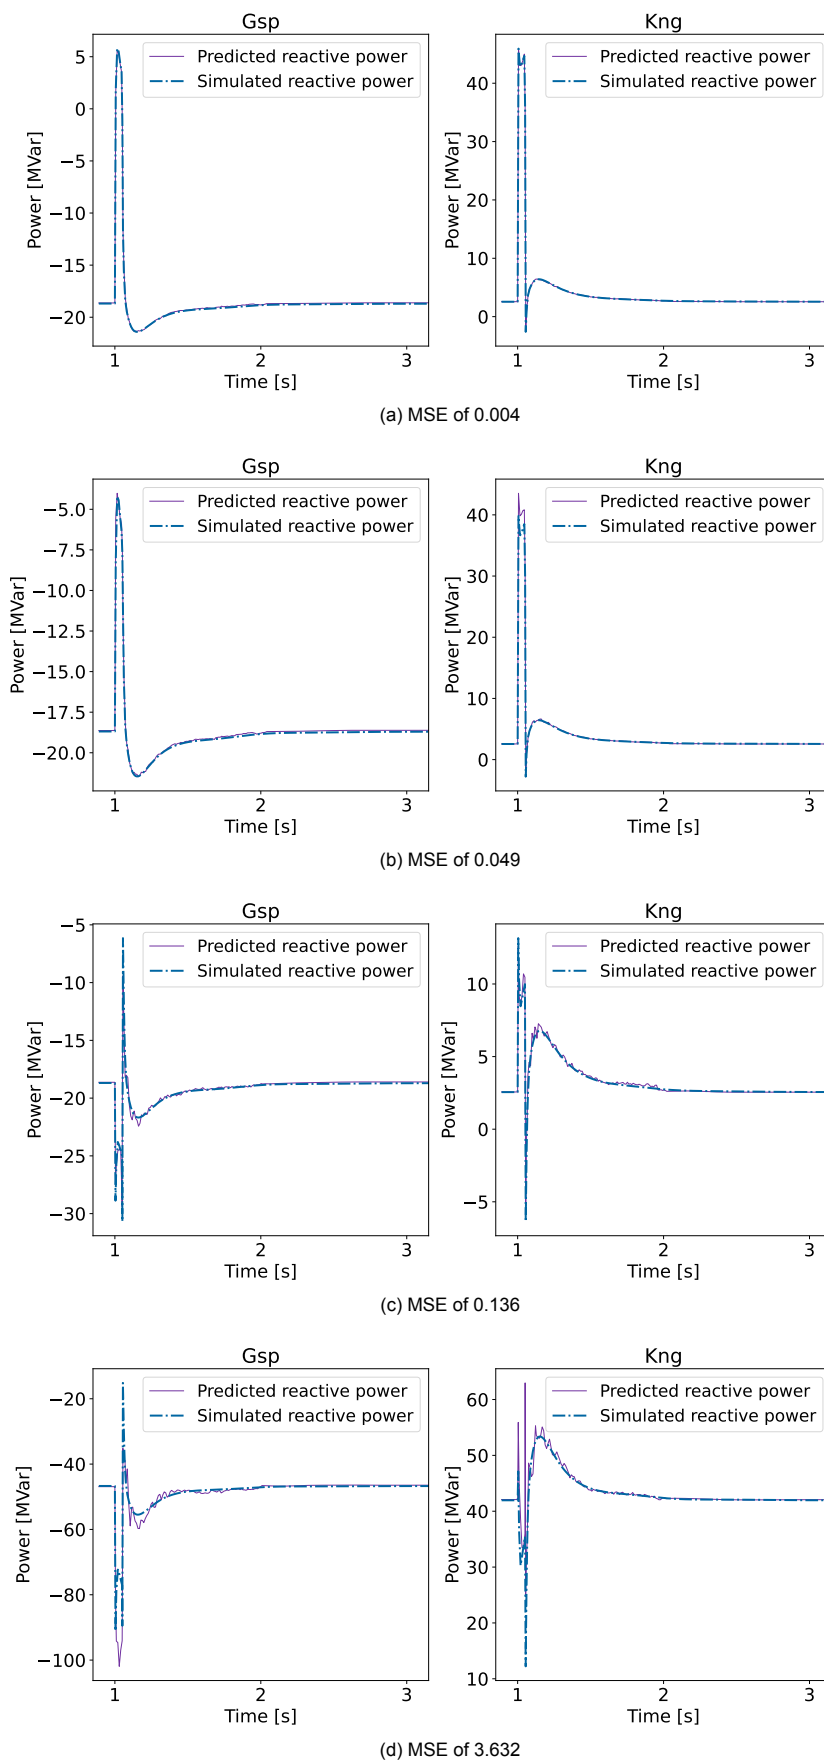 Gsp
Kng
Predicted reactive power
Simulated reactive power
Predicted reactive power
Simulated reactive power
Power [MVar]
5
0
−5
−10
−15
−20
Power [MVar]
40
30
20
10
0
1 2 3
1 2 3
Time [s]
Time [s]
(a) MSE of 0.004
Gsp
Kng
Predicted reactive power
Simulated reactive power
Predicted reactive power
Simulated reactive power
Power [MVar]
−5.0
−7.5
−10.0
−12.5
−15.0
−17.5
−20.0
Power [MVar]
40
30
20
10
0
1 2 3
1 2 3
Time [s]
Time [s]
(b) MSE of 0.049
Gsp
Kng
Predicted reactive power
Simulated reactive power
Predicted reactive power
Simulated reactive power
Power [MVar]
−5
−10
−15
−20
−25
−30
Power [MVar]
10
5
0
−5
1 2 3
1 2 3
Time [s]
Time [s]
(c) MSE of 0.136
Gsp
Kng
Predicted reactive power
Simulated reactive power
Predicted reactive power
Simulated reactive power
Power [MVar]
−20
−40
−60
−80
−100
Power [MVar]
60
50
40
30
20
10
1 2 3
1 2 3
Time [s]
Time [s]
(d) MSE of 3.632